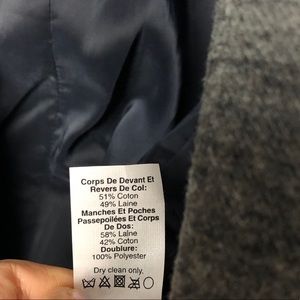 Corps De Devant Et
Revers De Col:
51% Coton
49% Laine
Manches Et Poches
Passepoilées Et Corps
De Dos:
58% Laine
42% Coton
Doublure:
100% Polyester
Dry clean only.